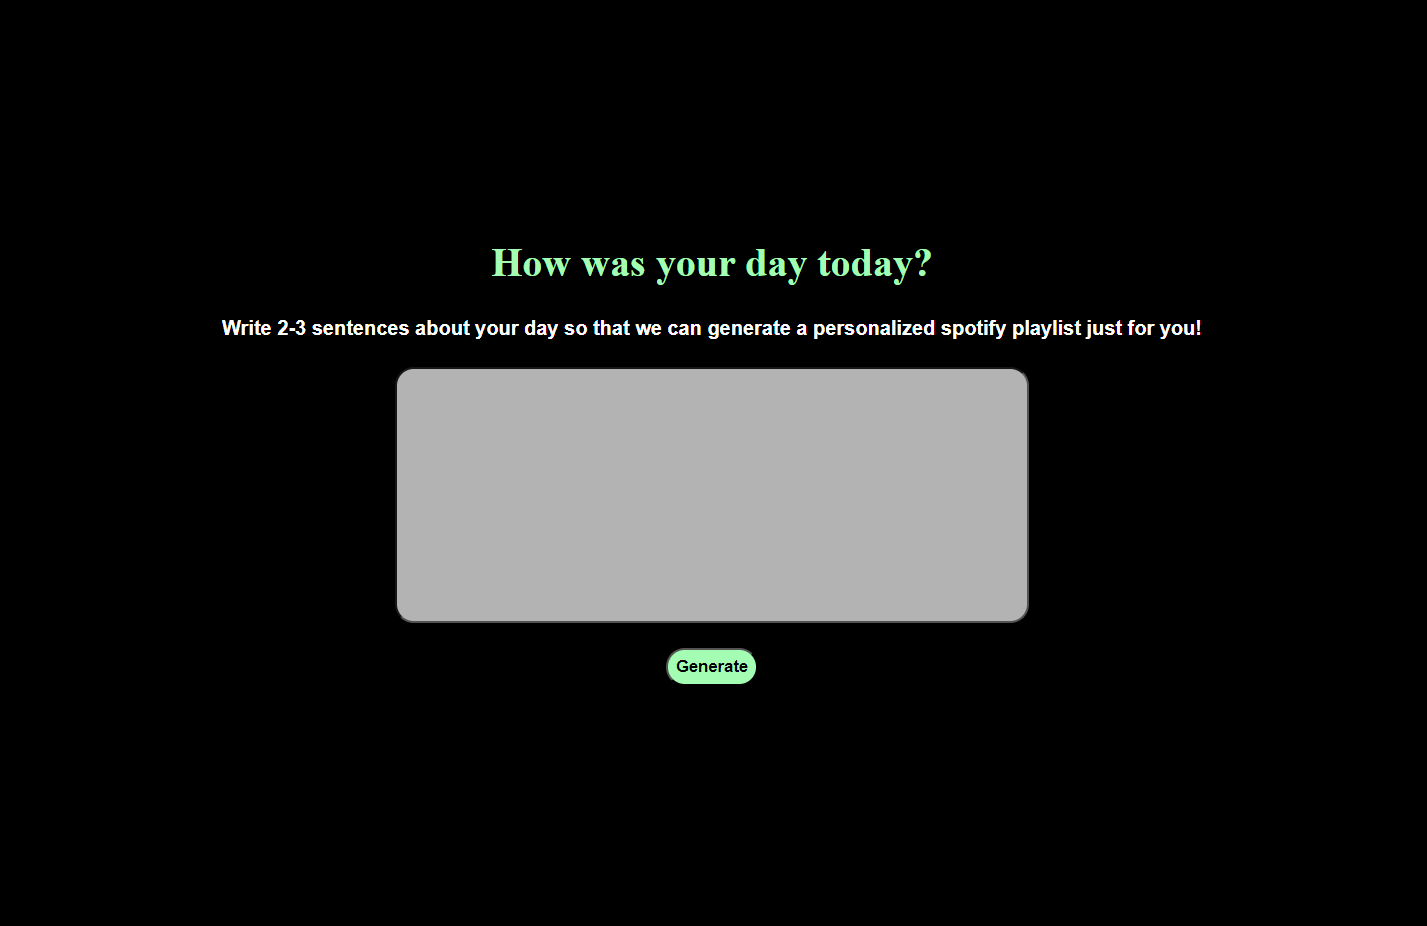 How was your day today?
Write 2-3 sentences about your day so that we can generate a personalized spotify playlist just for you!
Generate